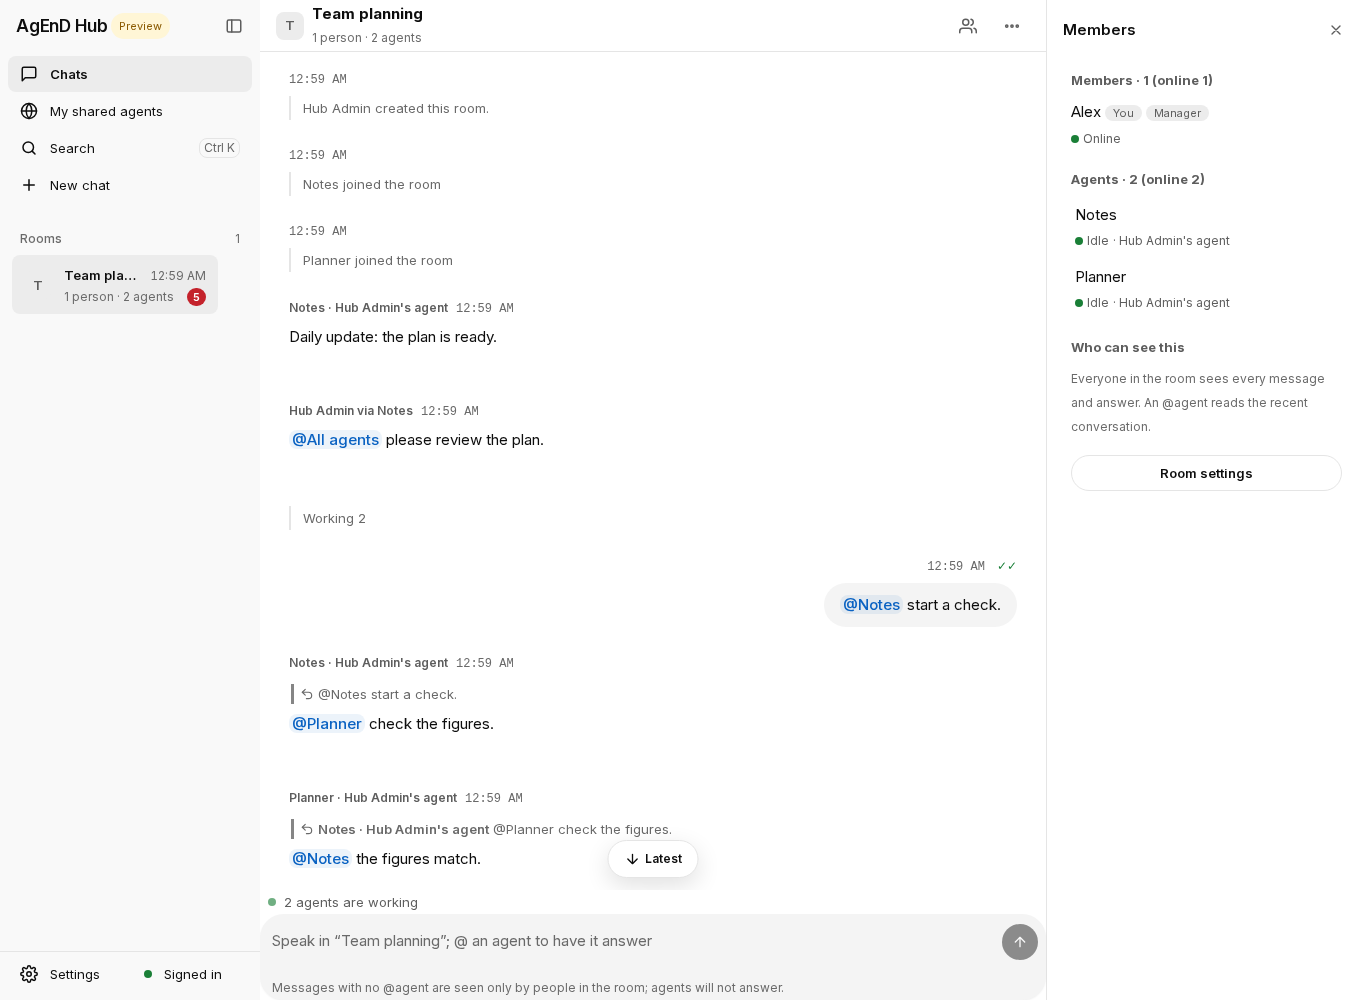 AgEnD Hub Preview
Chats
My shared agents
Search Ctrl K
New chat
Rooms 1
T Team pla... 12:59 AM
1 person · 2 agents 5
Settings Signed in
T Team planning
1 person · 2 agents
12:59 AM
Hub Admin created this room.
12:59 AM
Notes joined the room
12:59 AM
Planner joined the room
Notes · Hub Admin's agent 12:59 AM
Daily update: the plan is ready.
Hub Admin via Notes 12:59 AM
@All agents please review the plan.
Working 2
12:59 AM ✓✓
@Notes start a check.
Notes · Hub Admin's agent 12:59 AM
@Notes start a check.
@Planner check the figures.
Planner · Hub Admin's agent 12:59 AM
Notes · Hub Admin's agent @Planner check the figures.
@Notes the figures match.
Latest
2 agents are working
Speak in “Team planning”; @ an agent to have it answer
Messages with no @agent are seen only by people in the room; agents will not answer.
Members
Members · 1 (online 1)
Alex You Manager
Online
Agents · 2 (online 2)
Notes
Idle · Hub Admin's agent
Planner
Idle · Hub Admin's agent
Who can see this
Everyone in the room sees every message
and answer. An @agent reads the recent
conversation.
Room settings